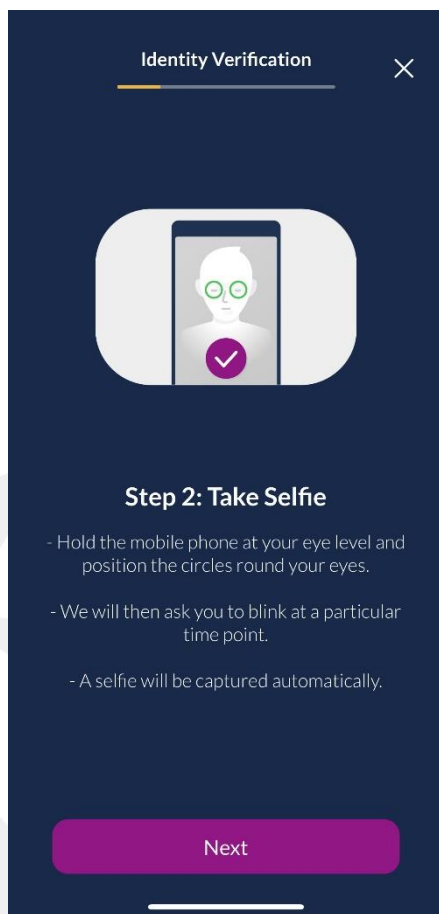 Identity Verification
Step 2: Take Selfie
- Hold the mobile phone at your eye level and
position the circles round your eyes.
- We will then ask you to blink at a particular
time point.
- A selfie will be captured automatically.
Next